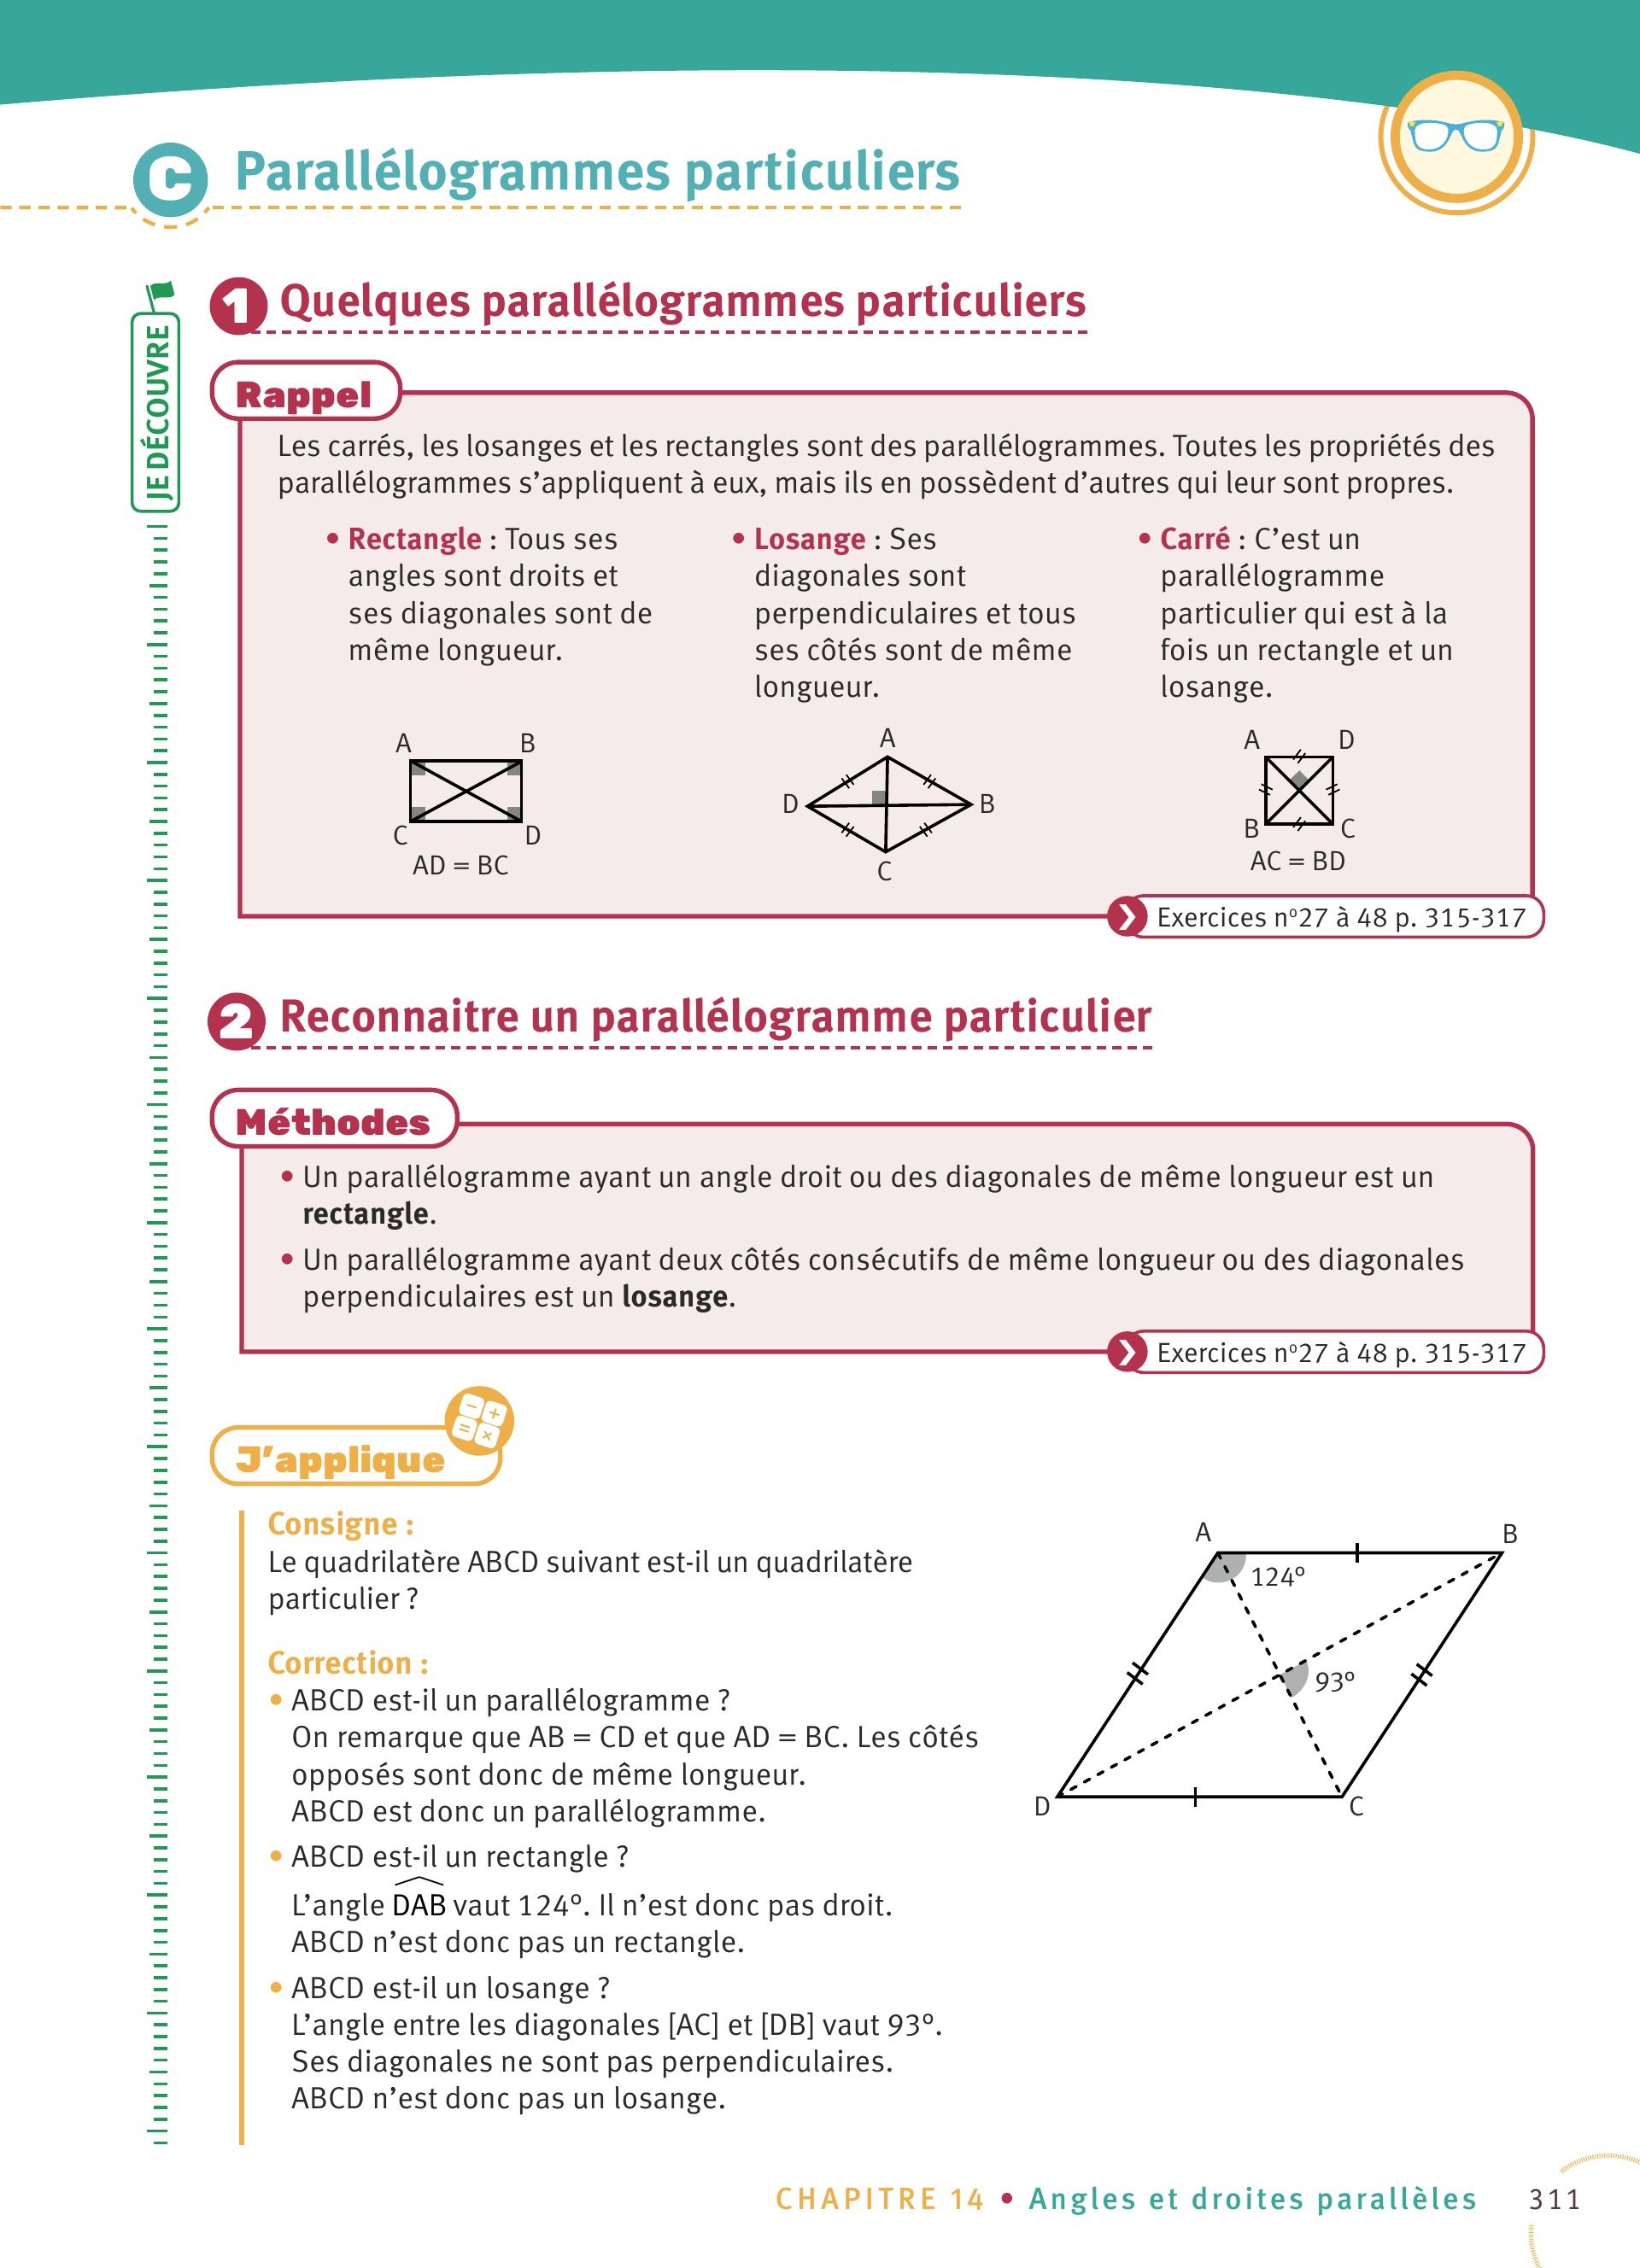 C Parallélogrammes particuliers
JE DÉCOUVRE
1 Quelques parallélogrammes particuliers
Rappel
Les carrés, les losanges et les rectangles sont des parallélogrammes. Toutes les propriétés des
parallélogrammes s’appliquent à eux, mais ils en possèdent d’autres qui leur sont propres.
• Rectangle : Tous ses
angles sont droits et
ses diagonales sont de
même longueur.
A B
C D
AD = BC
• Losange : Ses
diagonales sont
perpendiculaires et tous
ses côtés sont de même
longueur.
A
D B
C
• Carré : C’est un
parallélogramme
particulier qui est à la
fois un rectangle et un
losange.
A D
B C
AC = BD
Exercices nº27 à 48 p. 315-317
2 Reconnaitre un parallélogramme particulier
Méthodes
• Un parallélogramme ayant un angle droit ou des diagonales de même longueur est un
rectangle.
• Un parallélogramme ayant deux côtés consécutifs de même longueur ou des diagonales
perpendiculaires est un losange.
Exercices nº27 à 48 p. 315-317
J’applique
− +
= ×
Consigne :
Le quadrilatère ABCD suivant est-il un quadrilatère
particulier ?
Correction :
• ABCD est-il un parallélogramme ?
On remarque que AB = CD et que AD = BC. Les côtés
opposés sont donc de même longueur.
ABCD est donc un parallélogramme.
• ABCD est-il un rectangle ?
L’angle DAB vaut 124º. Il n’est donc pas droit.
ABCD n’est donc pas un rectangle.
• ABCD est-il un losange ?
L’angle entre les diagonales [AC] et [DB] vaut 93º.
Ses diagonales ne sont pas perpendiculaires.
ABCD n’est donc pas un losange.
A B
124º
93º
D C
CHAPITRE 14 • Angles et droites parallèles 311